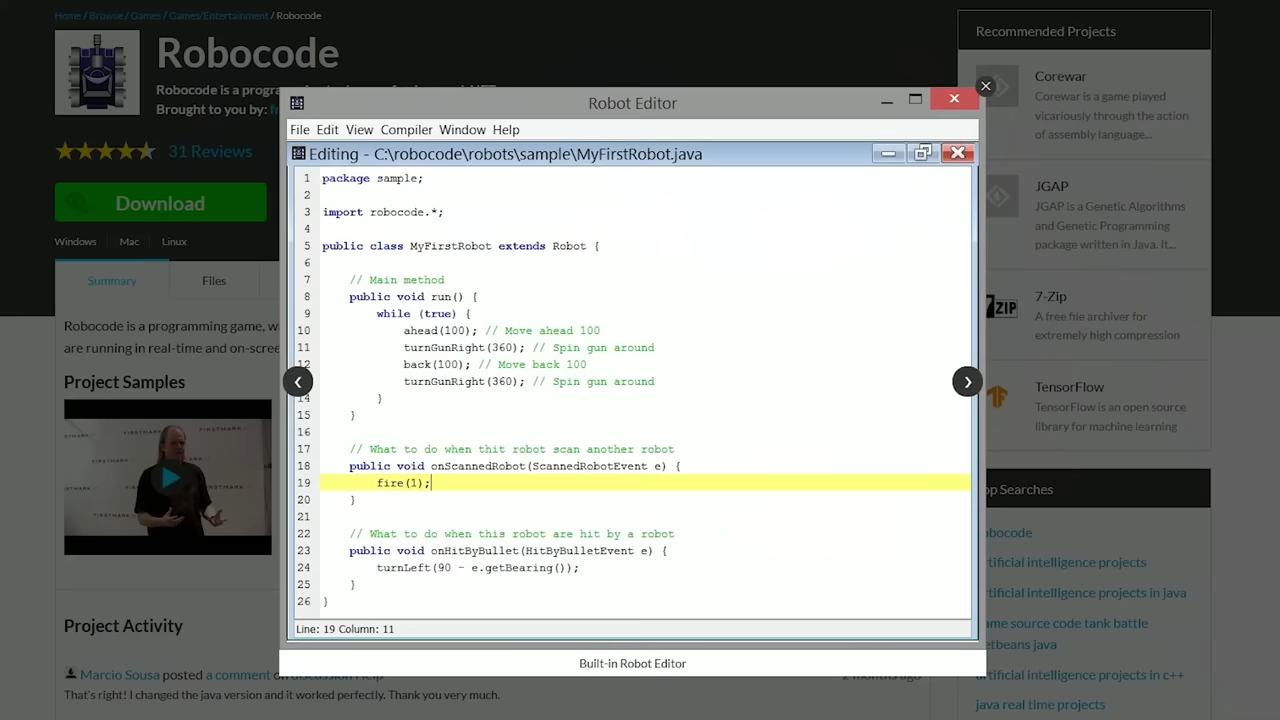 Home / Browse / Games / Games/Entertainment / Robocode
Robocode
Robocode is a progra
Brought to you by:
31 Reviews
Download
Windows Mac Linux
Summary Files
Robocode is a programming game, w
are running in real-time and on-scre
Project Samples
FIRSTMARK
Project Activity
Marcio Sousa posted a comment on discussion Help
2 months ago
That's right! I changed the java version and it worked perfectly. Thank you very much.
Robot Editor
File Edit View Compiler Window Help
Editing - C:\robocode\robots\sample\MyFirstRobot.java
1 package sample;
2
3 import robocode.*;
4
5 public class MyFirstRobot extends Robot {
6
7 // Main method
8 public void run() {
9 while (true) {
10 ahead(100); // Move ahead 100
11 turnGunRight(360); // Spin gun around
12 back(100); // Move back 100
turnGunRight(360); // Spin gun around
14 }
15 }
16
17 // What to do when thit robot scan another robot
18 public void onScannedRobot(ScannedRobotEvent e) {
19 fire(1);
20 }
21
22 // What to do when this robot are hit by a robot
23 public void onHitByBullet(HitByBulletEvent e) {
24 turnLeft(90 - e.getBearing());
25 }
26 }
Line: 19 Column: 11
Built-in Robot Editor
Recommended Projects
Corewar
Corewar is a game played
vicariously through the action
of assembly language...
JGAP
JGAP is a Genetic Algorithms
and Genetic Programming
package written in Java. It...
7-Zip
7ZIP
A free file archiver for
extremely high compression
TensorFlow
TensorFlow is an open source
library for machine learning
op Searches
obocode
rtificial intelligence projects
rtificial intelligence projects in java
ame source code tank battle
etbeans java
rtificial intelligence projects in c++
java real time projects